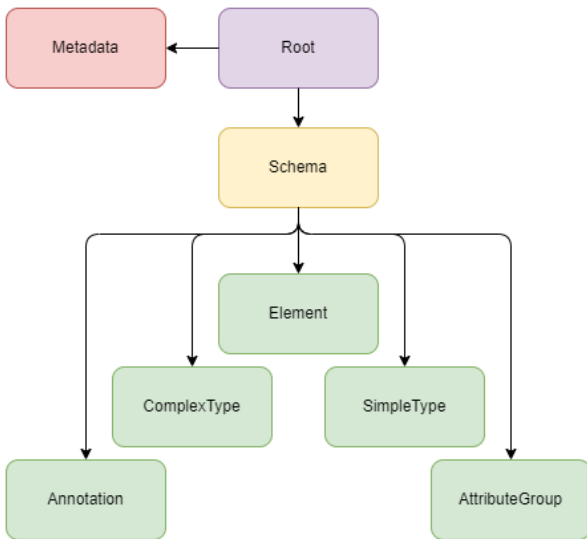 Metadata
Root
Schema
Element
ComplexType
SimpleType
Annotation
AttributeGroup